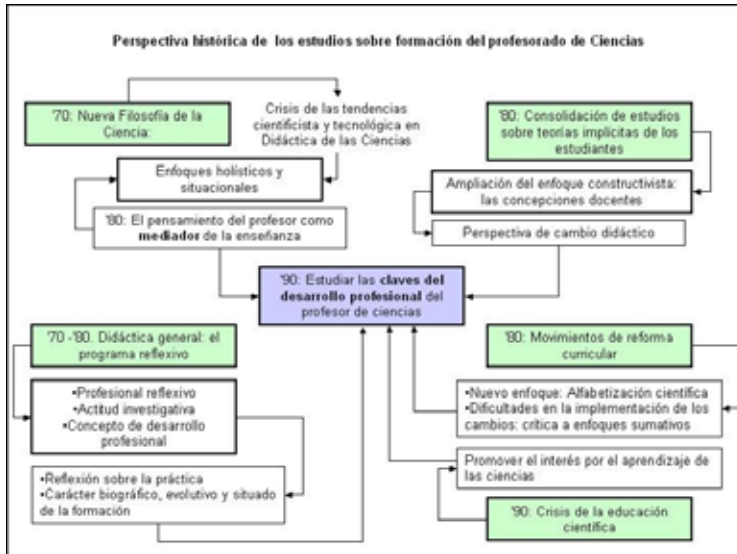 Perspectiva histórica de los estudios sobre formación del profesorado de Ciencias
'70: Nueva Filosofía de la
Ciencia:
Crisis de las tendencias
cientificista y tecnológica en
Didáctica de las Ciencias
'80: Consolidación de estudios
sobre teorías implícitas de los
estudiantes
Enfoques holísticos y
situacionales
Ampliación del enfoque constructivista:
las concepciones docentes
'80: El pensamiento del profesor como
mediador de la enseñanza
Perspectiva de cambio didáctico
'90: Estudiar las claves del
desarrollo profesional del
profesor de ciencias
'70 -'80. Didáctica general: el
programa reflexivo
'80: Movimientos de reforma
curricular
•Profesional reflexivo
•Actitud investigativa
•Concepto de desarrollo
profesional
•Nuevo enfoque: Alfabetización científica
•Dificultades en la implementación de los
cambios: crítica a enfoques sumativos
•Reflexión sobre la práctica
•Carácter biográfico, evolutivo y situado
de la formación
Promover el interés por el aprendizaje de
las ciencias
'90: Crisis de la educación
científica